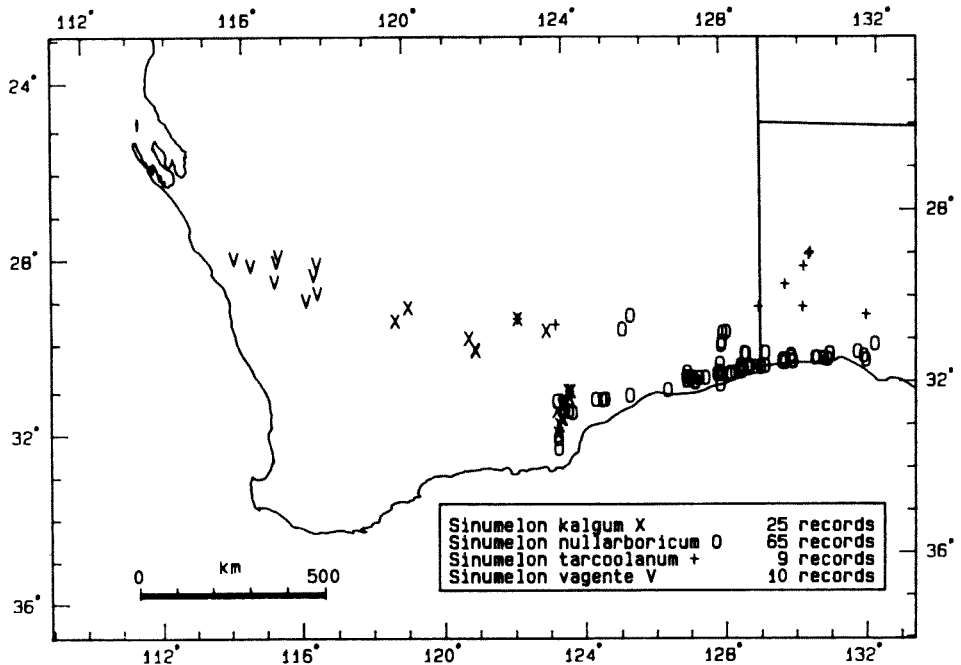 112° 116° 120° 124° 128° 132°
24°
28°
28°
32°
32°
36°
36°
Sinumelon kalgum X 25 records
Sinumelon nullarboricum O 65 records
Sinumelon tarcoolanum + 9 records
Sinumelon vagente V 10 records
0 KM 500
112° 116° 120° 124° 128° 132°